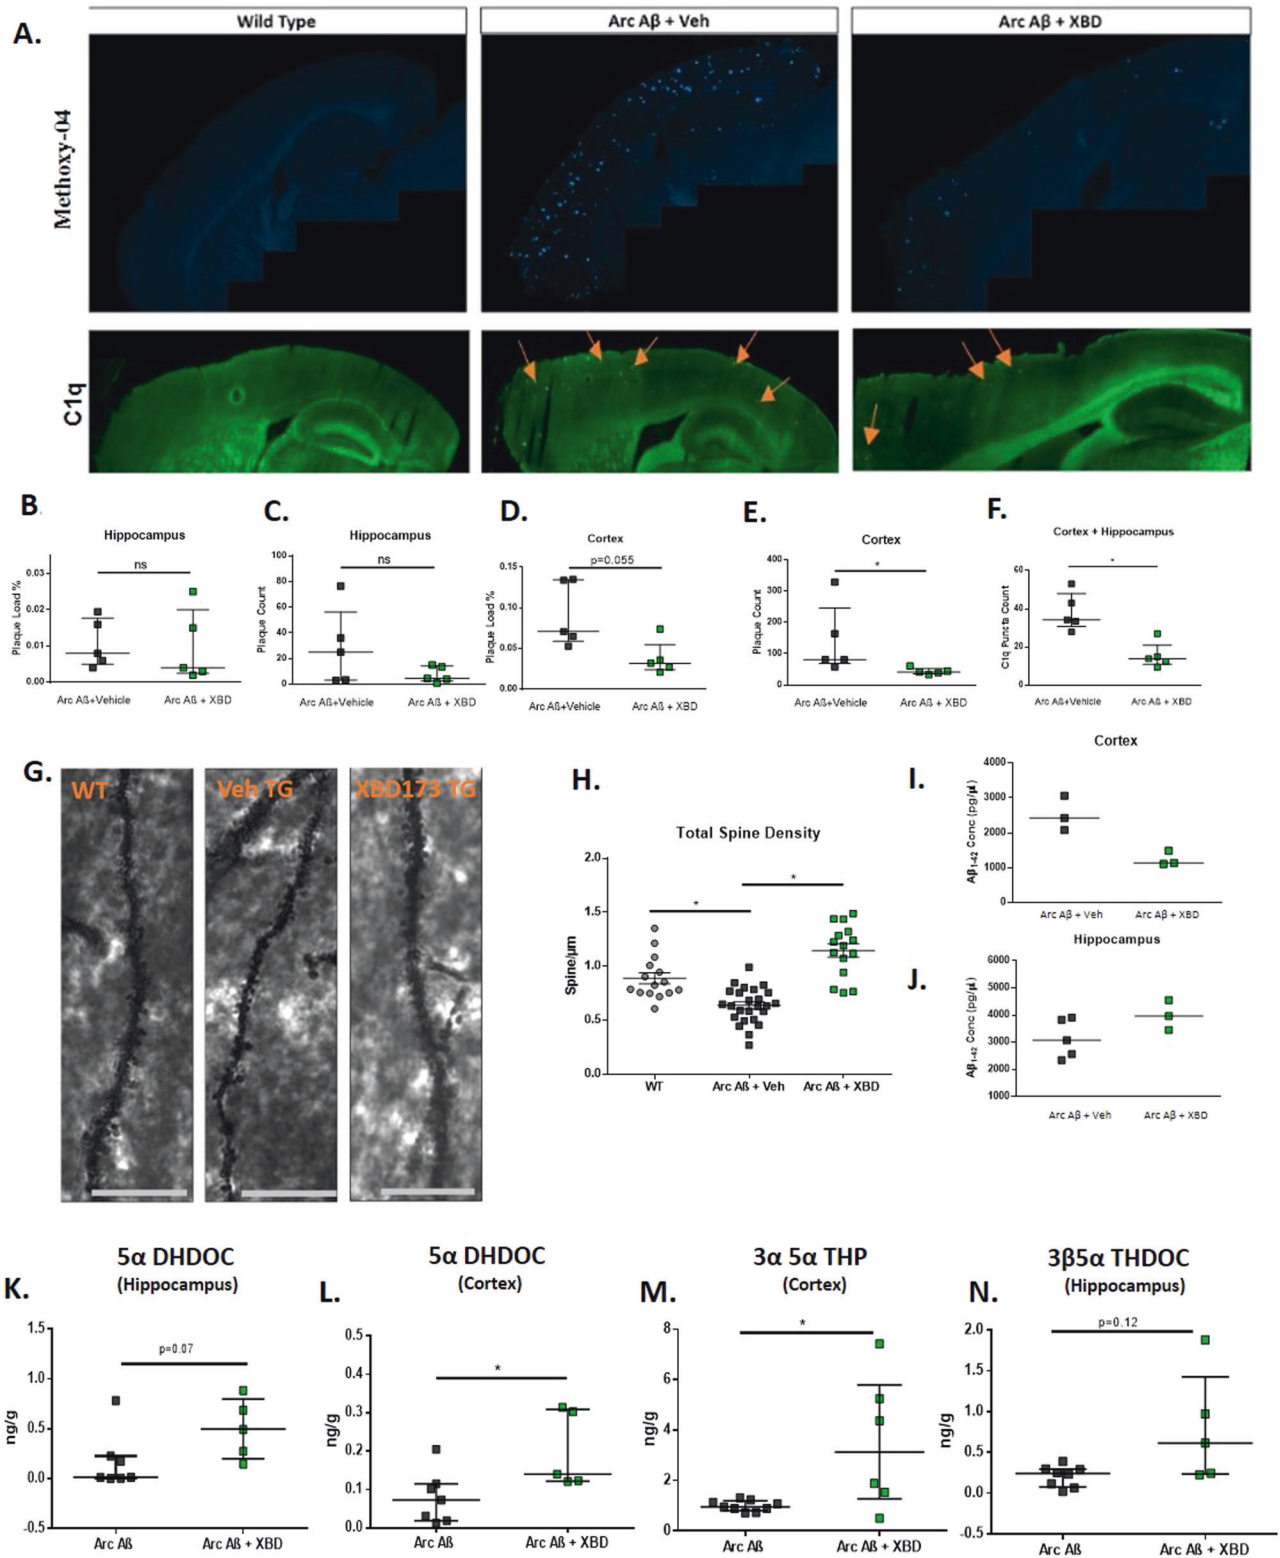 A.
Wild Type
Arc Aβ + Veh
Arc Aβ + XBD
Methoxy-04
C1q
B.
Hippocampus
ns
Plaque Load %
0.03
0.02
0.01
0.00
Arc Aß+Vehicle
Arc Aß + XBD
C.
Hippocampus
ns
Plaque Count
100
80
60
40
20
0
Arc Aß+Vehicle
Arc Aß + XBD
D.
Cortex
p=0.055
Plaque Load %
0.15
0.10
0.05
0.00
Arc Aß+Vehicle
Arc Aß + XBD
E.
Cortex
*
Plaque Count
400
300
200
100
0
Arc Aß+Vehicle
Arc Aß + XBD
F.
Cortex + Hippocampus
*
C1q Puncta Count
60
40
20
0
Arc Aß+Vehicle
Arc Aß + XBD
G.
WT
Veh TG
XBD173 TG
H.
Total Spine Density
*
*
Spine/µm
2.0
1.5
1.0
0.5
0.0
WT
Arc Aß + Veh
Arc Aß + XBD
I.
Cortex
Aβ1-42 Conc (pg/µl)
4000
3000
2000
1000
0
Arc Aβ + Veh
Arc Aβ + XBD
J.
Hippocampus
Aβ1-42 Conc (pg/µl)
6000
5000
4000
3000
2000
1000
Arc Aβ + Veh
Arc Aβ + XBD
K.
5α DHDOC
(Hippocampus)
p=0.07
ng/g
1.5
1.0
0.5
0.0
-0.5
Arc Aß
Arc Aß + XBD
L.
5α DHDOC
(Cortex)
*
ng/g
0.5
0.4
0.3
0.2
0.1
0.0
Arc Aß
Arc Aß + XBD
M.
3α 5α THP
(Cortex)
*
ng/g
8
6
4
2
0
Arc Aß
Arc Aß + XBD
N.
3β5α THDOC
(Hippocampus)
p=0.12
ng/g
2.0
1.5
1.0
0.5
0.0
-0.5
Arc Aß
Arc Aß + XBD